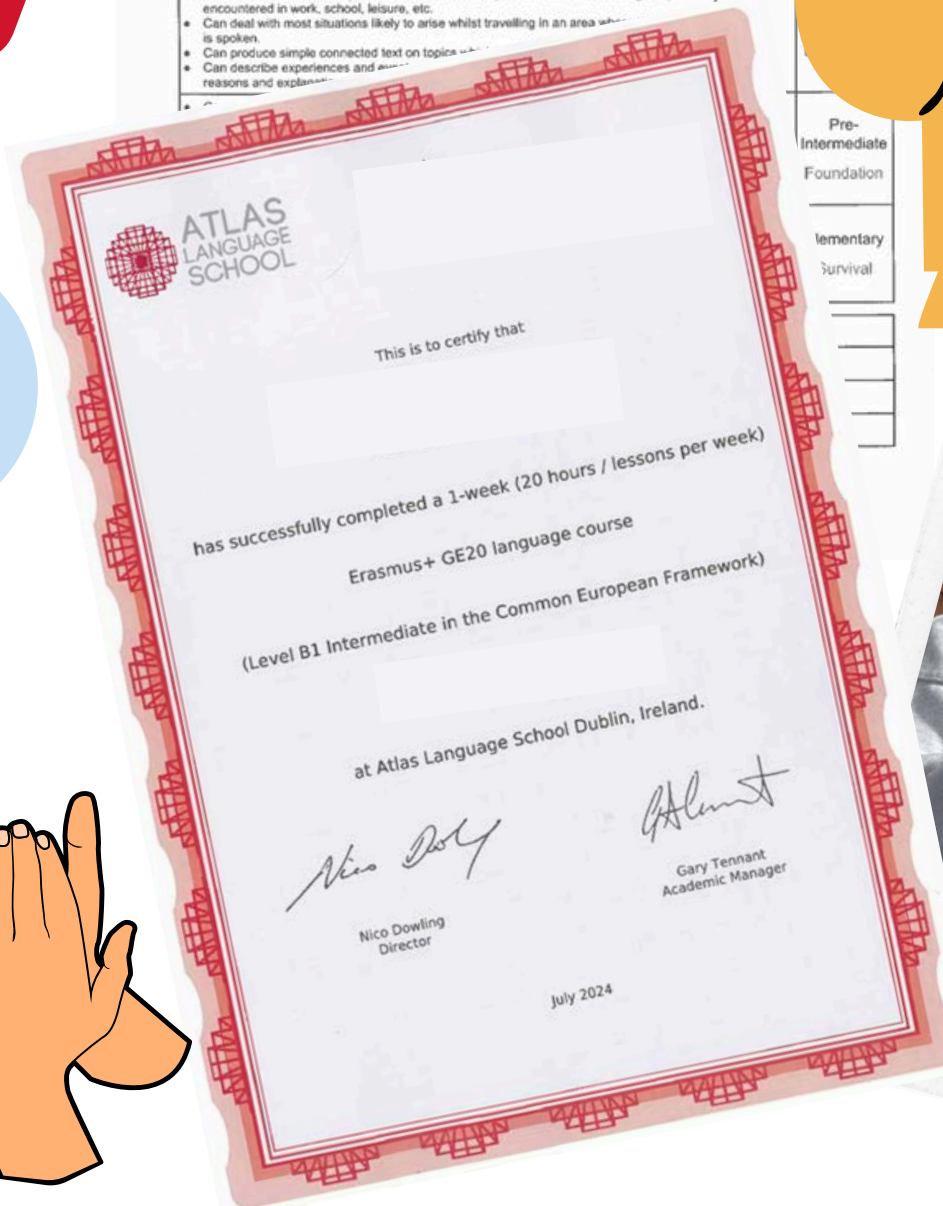 encountered in work, school, leisure, etc.
• Can deal with most situations likely to arise whilst travelling in an area
is spoken.
• Can produce simple connected text on topics
• Can describe experiences and
reasons and
Pre-
Intermediate
Foundation
lementary
Survival
ATLAS
LANGUAGE
SCHOOL
This is to certify that
has successfully completed a 1-week (20 hours / lessons per week)
Erasmus+ GE20 language course
(Level B1 Intermediate in the Common European Framework)
at Atlas Language School Dublin, Ireland.
Nico Dowling
Director
Gary Tennant
Academic Manager
July 2024